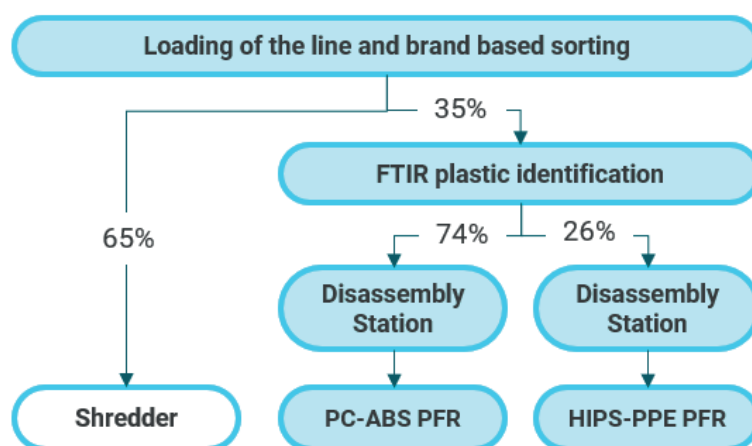 Loading of the line and brand based sorting
35%
FTIR plastic identification
65%
74%
26%
Disassembly
Station
Disassembly
Station
Shredder
PC-ABS PFR
HIPS-PPE PFR